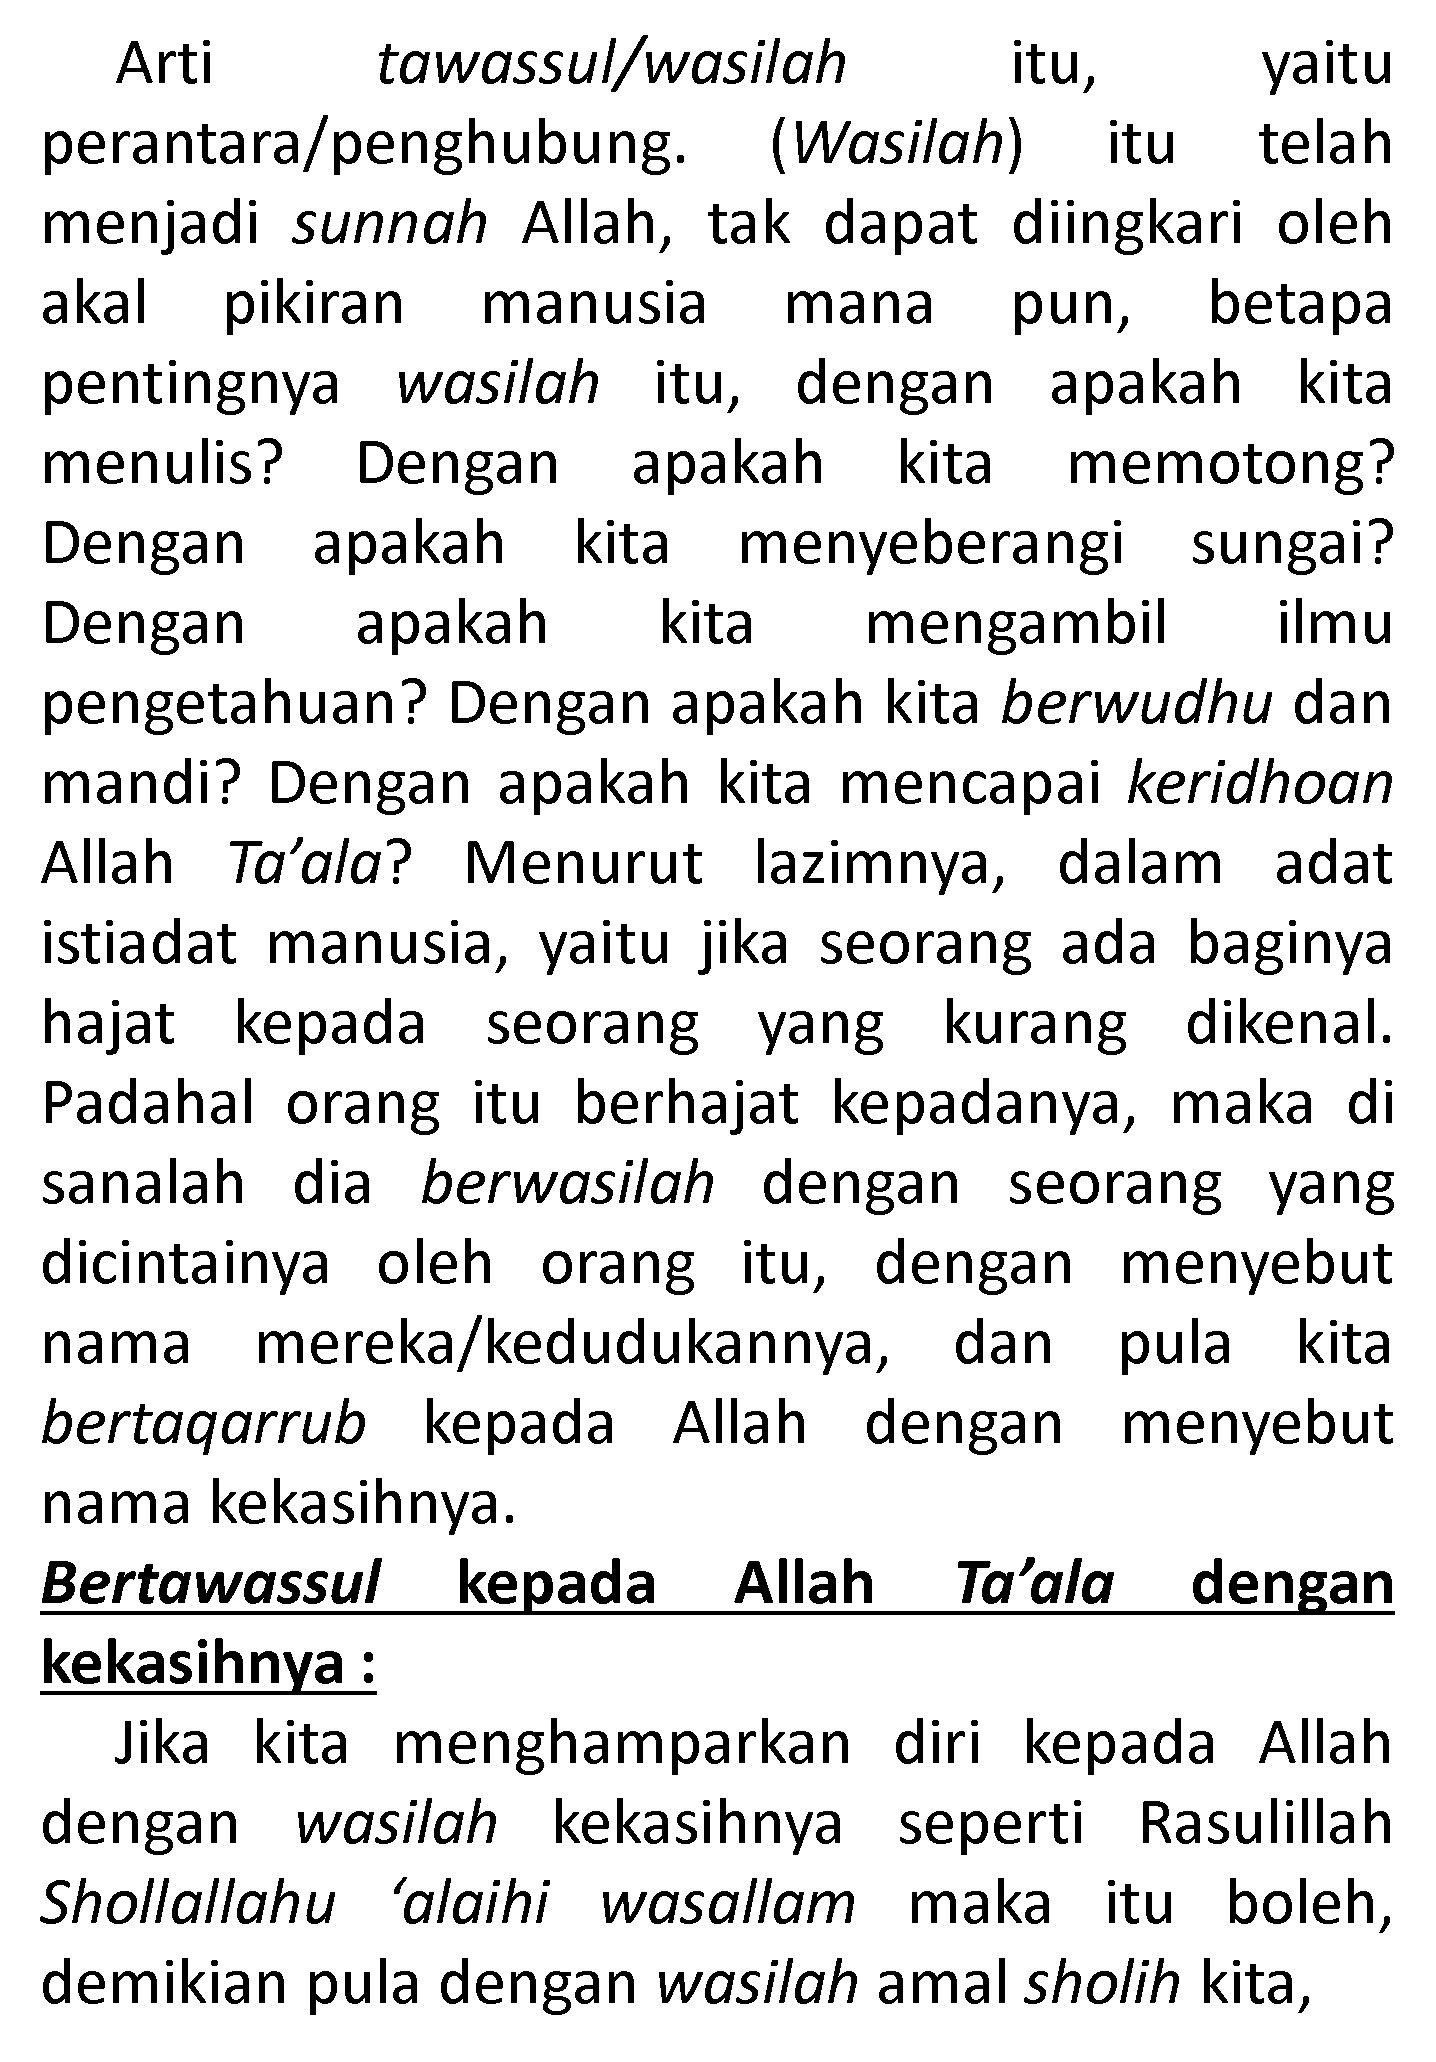 Arti tawassul/wasilah itu, yaitu
perantara/penghubung. (Wasilah) itu telah
menjadi sunnah Allah, tak dapat diingkari oleh
akal pikiran manusia mana pun, betapa
pentingnya wasilah itu, dengan apakah kita
menulis? Dengan apakah kita memotong?
Dengan apakah kita menyeberangi sungai?
Dengan apakah kita mengambil ilmu
pengetahuan? Dengan apakah kita berwudhu dan
mandi? Dengan apakah kita mencapai keridhoan
Allah Ta’ala? Menurut lazimnya, dalam adat
istiadat manusia, yaitu jika seorang ada baginya
hajat kepada seorang yang kurang dikenal.
Padahal orang itu berhajat kepadanya, maka di
sanalah dia berwasilah dengan seorang yang
dicintainya oleh orang itu, dengan menyebut
nama mereka/kedudukannya, dan pula kita
bertaqarrub kepada Allah dengan menyebut
nama kekasihnya.
Bertawassul kepada Allah Ta’ala dengan
kekasihnya :
Jika kita menghamparkan diri kepada Allah
dengan wasilah kekasihnya seperti Rasulillah
Shollallahu ‘alaihi wasallam maka itu boleh,
demikian pula dengan wasilah amal sholih kita,